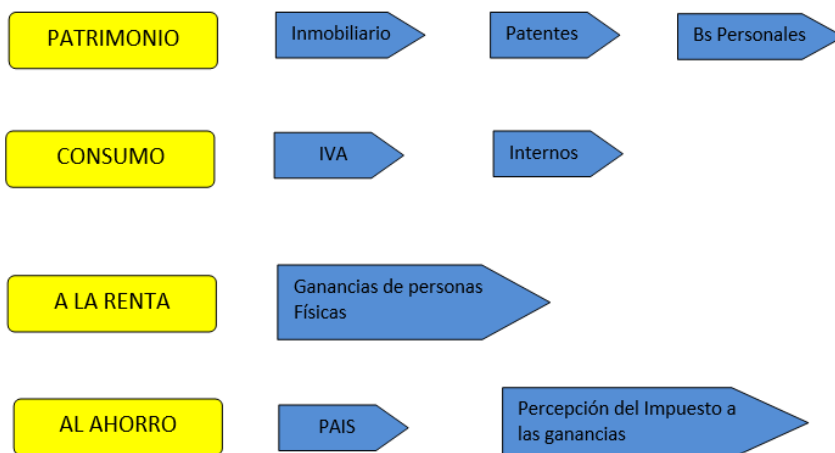 PATRIMONIO
Inmobiliario
Patentes
Bs Personales
CONSUMO
IVA
Internos
A LA RENTA
Ganancias de personas
Físicas
AL AHORRO
PAIS
Percepción del Impuesto a
las ganancias